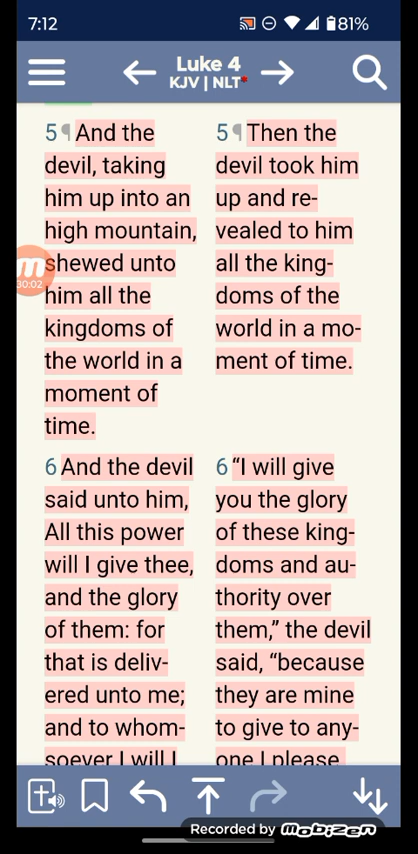 7:12
81%
Luke 4
KJV | NLT*
5 ¶ And the
devil, taking
him up into an
high mountain,
shewed unto
him all the
kingdoms of
the world in a
moment of
time.
5 ¶ Then the
devil took him
up and re-
vealed to him
all the king-
doms of the
world in a mo-
ment of time.
30:02
6 And the devil
said unto him,
All this power
will I give thee,
and the glory
of them: for
that is deliv-
ered unto me;
and to whom-
soever I will I
6 “I will give
you the glory
of these king-
doms and au-
thority over
them,” the devil
said, “because
they are mine
to give to any-
one I please.
Recorded by mobizen